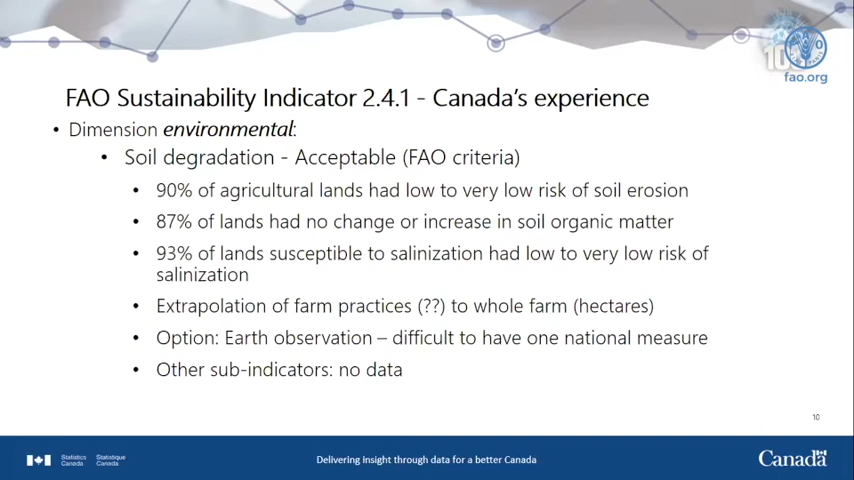 fao.org
FAO Sustainability Indicator 2.4.1 - Canada's experience
• Dimension environmental:
• Soil degradation - Acceptable (FAO criteria)
• 90% of agricultural lands had low to very low risk of soil erosion
• 87% of lands had no change or increase in soil organic matter
• 93% of lands susceptible to salinization had low to very low risk of
salinization
• Extrapolation of farm practices (??) to whole farm (hectares)
• Option: Earth observation – difficult to have one national measure
• Other sub-indicators: no data
10
Statistics Statistique
Canada Canada
Delivering insight through data for a better Canada
Canada